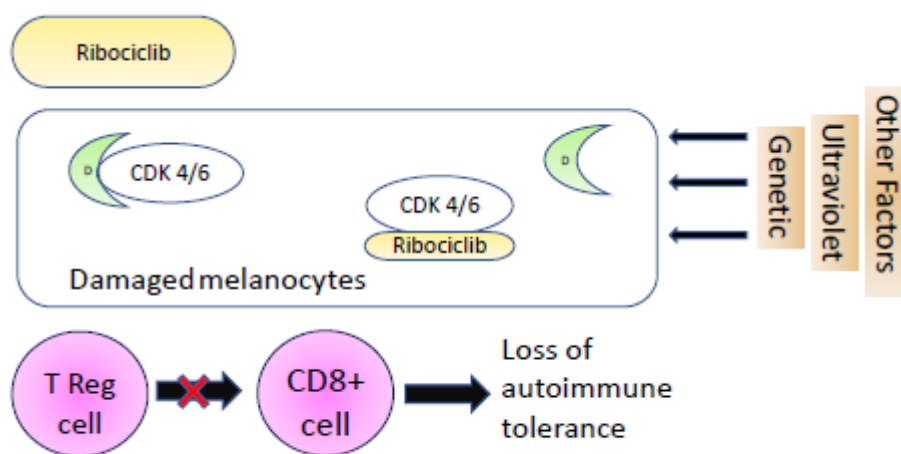 Ribociclib
D
CDK 4/6
D
CDK 4/6
Ribociclib
Damaged melanocytes
Genetic
Ultraviolet
Other Factors
T Reg
cell
CD8+
cell
Loss of
autoimmune
tolerance